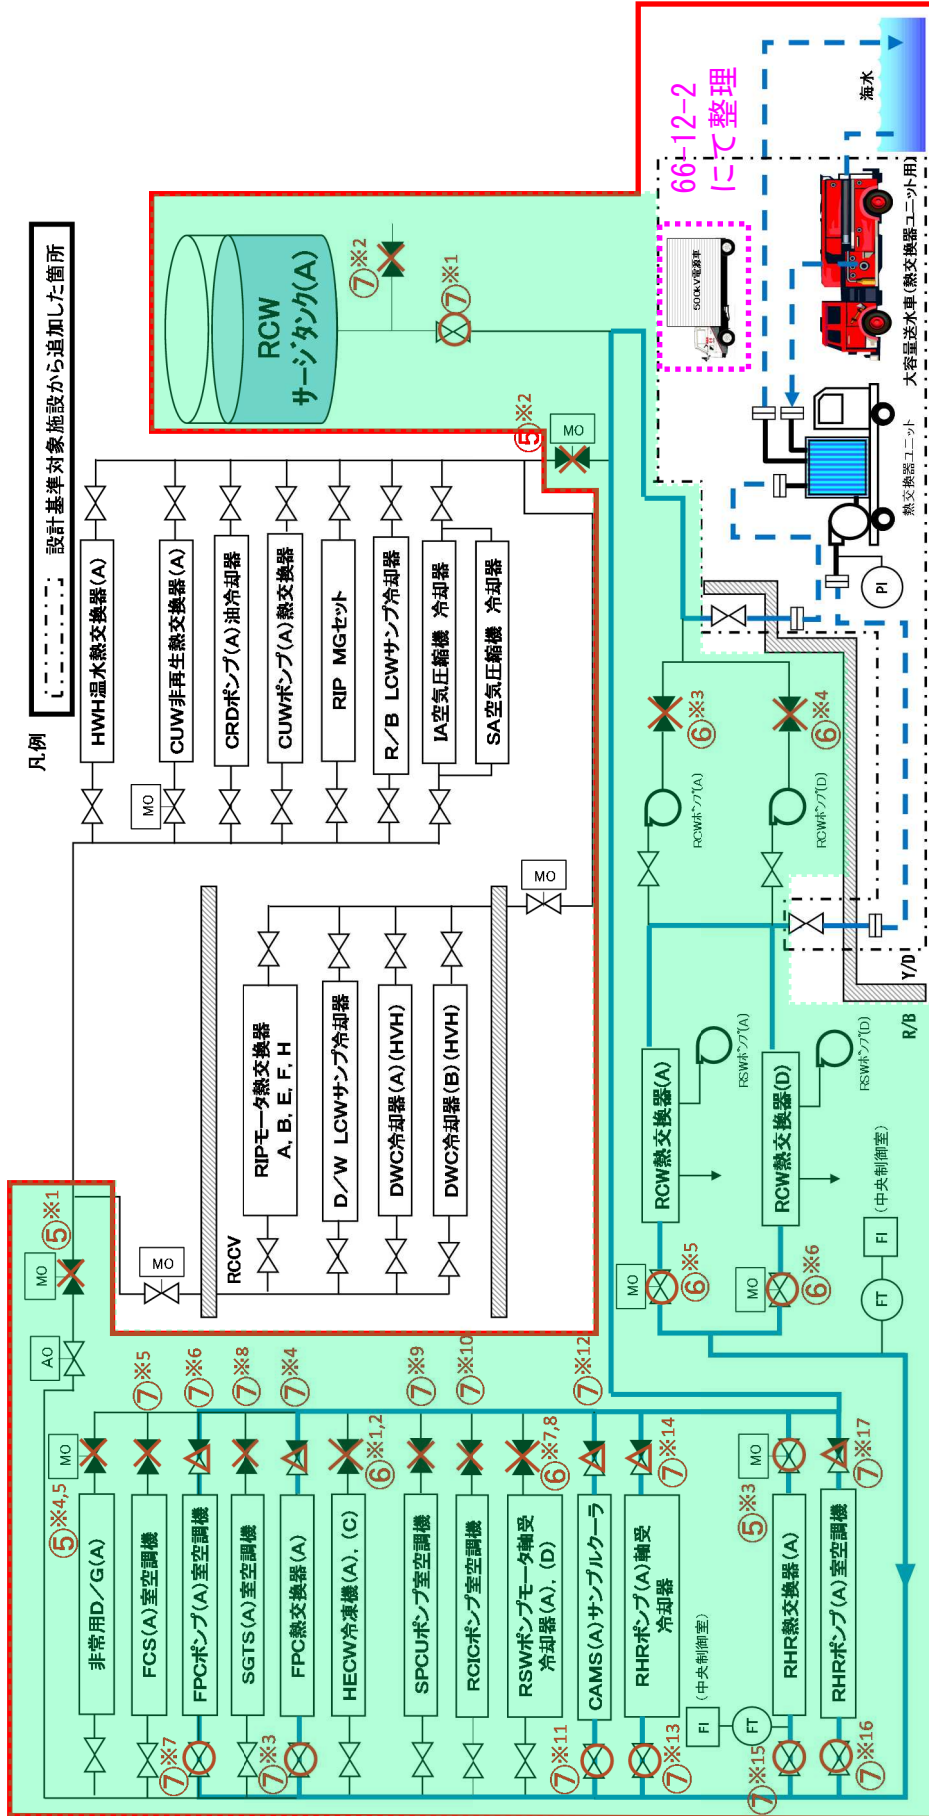 凡例
設計基準対象施設から追加した箇所
HWH温水熱交換器(A)
MO
CUW非再生熱交換器(A)
CRDポンプ(A)油冷却器
CUWポンプ(A)熱交換器
RIP MGセット
R/B LCWサンプ冷却器
IA空気圧縮機 冷却器
SA空気圧縮機 冷却器
RCW
サージタンク(A)
⑦※2
⑦※1
⑤※2
MO
66-12-2
にて整理
500kV電源車
海水
大容量送水車(熱交換器ユニット用)
熱交換器ユニット
PI
RCCV
RIPモータ熱交換器
A, B, E, F, H
D/W LCWサンプ冷却器
DWC冷却器(A)(HVH)
DWC冷却器(B)(HVH)
MO
MO
⑥※3
⑥※4
RCWポンプ(A)
RCWポンプ(D)
Y/D
R/B
RCW熱交換器(A)
RCW熱交換器(D)
RSWポンプ(A)
RSWポンプ(D)
MO
⑥※5
MO
⑥※6
FT
FI
(中央制御室)
MO
⑤※1
AO
⑤※4,5
MO
非常用D/G(A)
⑦※5
FCS(A)室空調機
⑦※6
FPCポンプ(A)室空調機
⑦※7
⑦※8
SGTS(A)室空調機
⑦※4
FPC熱交換器(A)
⑦※3
⑥※1,2
HECW冷凍機(A), (C)
⑦※9
SPCUポンプ室空調機
⑦※10
RCICポンプ室空調機
⑥※7,8
RSWポンプモータ軸受
冷却器(A), (D)
⑦※12
CAMS(A)サンプルクーラ
⑦※11
⑦※14
RHRポンプ(A)軸受
冷却器
⑦※13
⑤※3
MO
RHR熱交換器(A)
FT
FI
(中央制御室)
⑦※15
⑦※17
RHRポンプ(A)室空調機
⑦※16